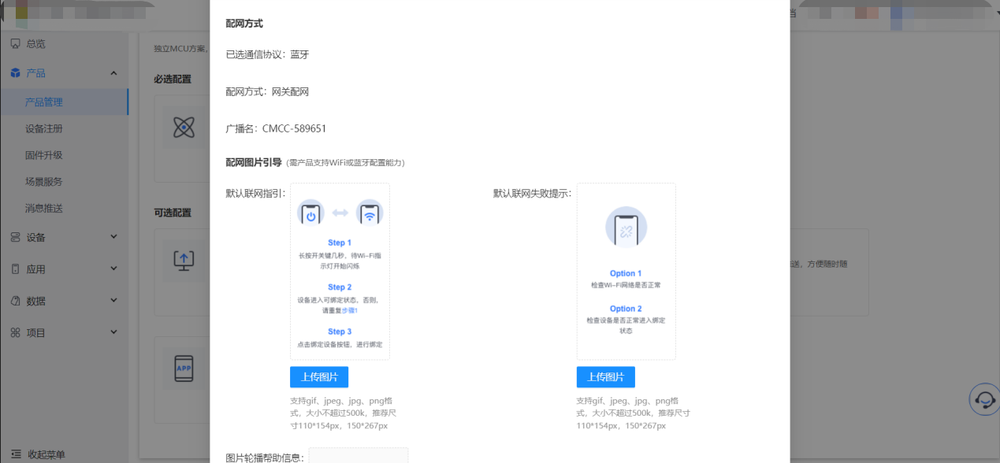 总览
产品
产品管理
设备注册
固件升级
场景服务
消息推送
设备
应用
数据
项目
收起菜单
独立MCU方案,
必选配置
可选配置
APP
配网方式
已选通信协议：蓝牙
配网方式：网关配网
广播名：CMCC-589651
配网图片引导（需产品支持WiFi或蓝牙配置能力）
默认联网指引：
Step 1
长按开关键几秒，待Wi-Fi指
示灯开始闪烁
Step 2
设备进入可绑定状态，否则，
请重复步骤1
Step 3
点击绑定设备按钮，进行绑定
上传图片
支持gif、jpeg、jpg、png格
式，大小不超过500k，推荐尺
寸110*154px，150*267px
默认联网失败提示：
Option 1
检查Wi-Fi网络是否正常
Option 2
检查设备是否正常进入绑定
状态
上传图片
支持gif、jpeg、jpg、png格
式，大小不超过500k，推荐尺寸
110*154px，150*267px
图片轮播帮助信息：
送，方便随时随